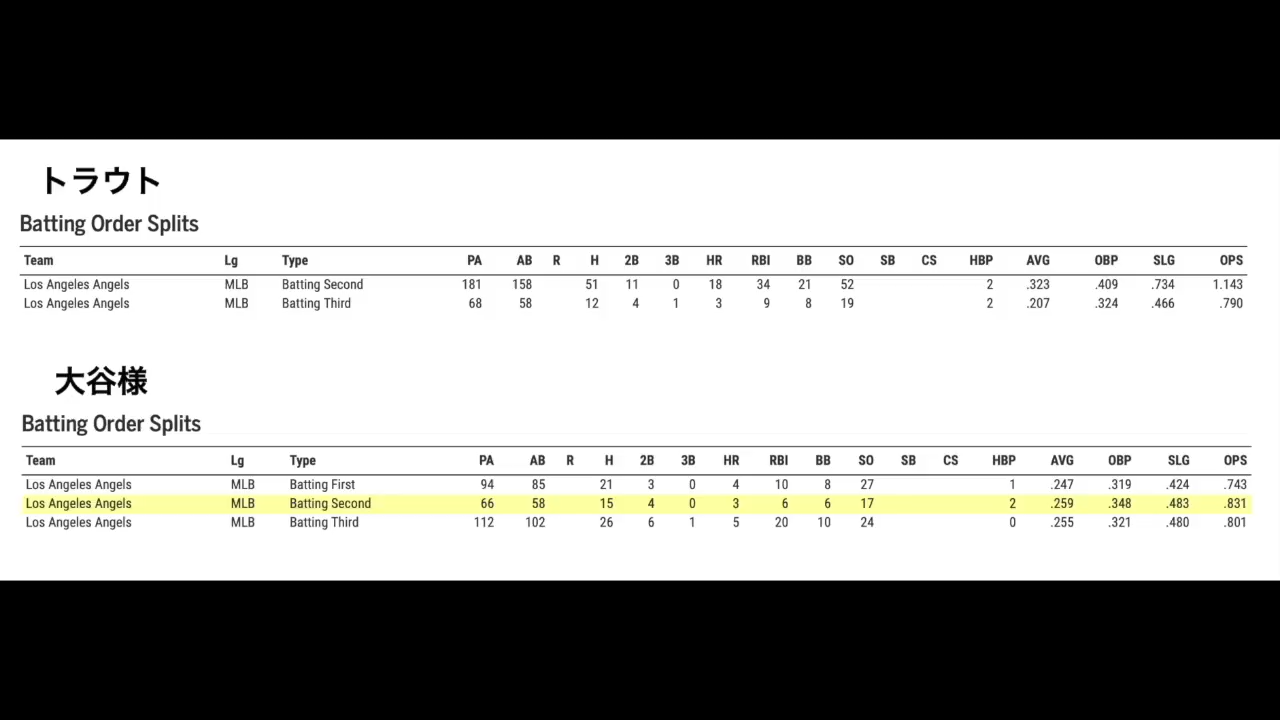 トラウト
Batting Order Splits
Team Lg Type PA AB R H 2B 3B HR RBI BB SO SB CS HBP AVG OBP SLG OPS
Los Angeles Angels MLB Batting Second 181 158 51 11 0 18 34 21 52 2 .323 .409 .734 1.143
Los Angeles Angels MLB Batting Third 68 58 12 4 1 3 9 8 19 2 .207 .324 .466 .790
大谷様
Batting Order Splits
Team Lg Type PA AB R H 2B 3B HR RBI BB SO SB CS HBP AVG OBP SLG OPS
Los Angeles Angels MLB Batting First 94 85 21 3 0 4 10 8 27 1 .247 .319 .424 .743
Los Angeles Angels MLB Batting Second 66 58 15 4 0 3 6 6 17 2 .259 .348 .483 .831
Los Angeles Angels MLB Batting Third 112 102 26 6 1 5 20 10 24 0 .255 .321 .480 .801